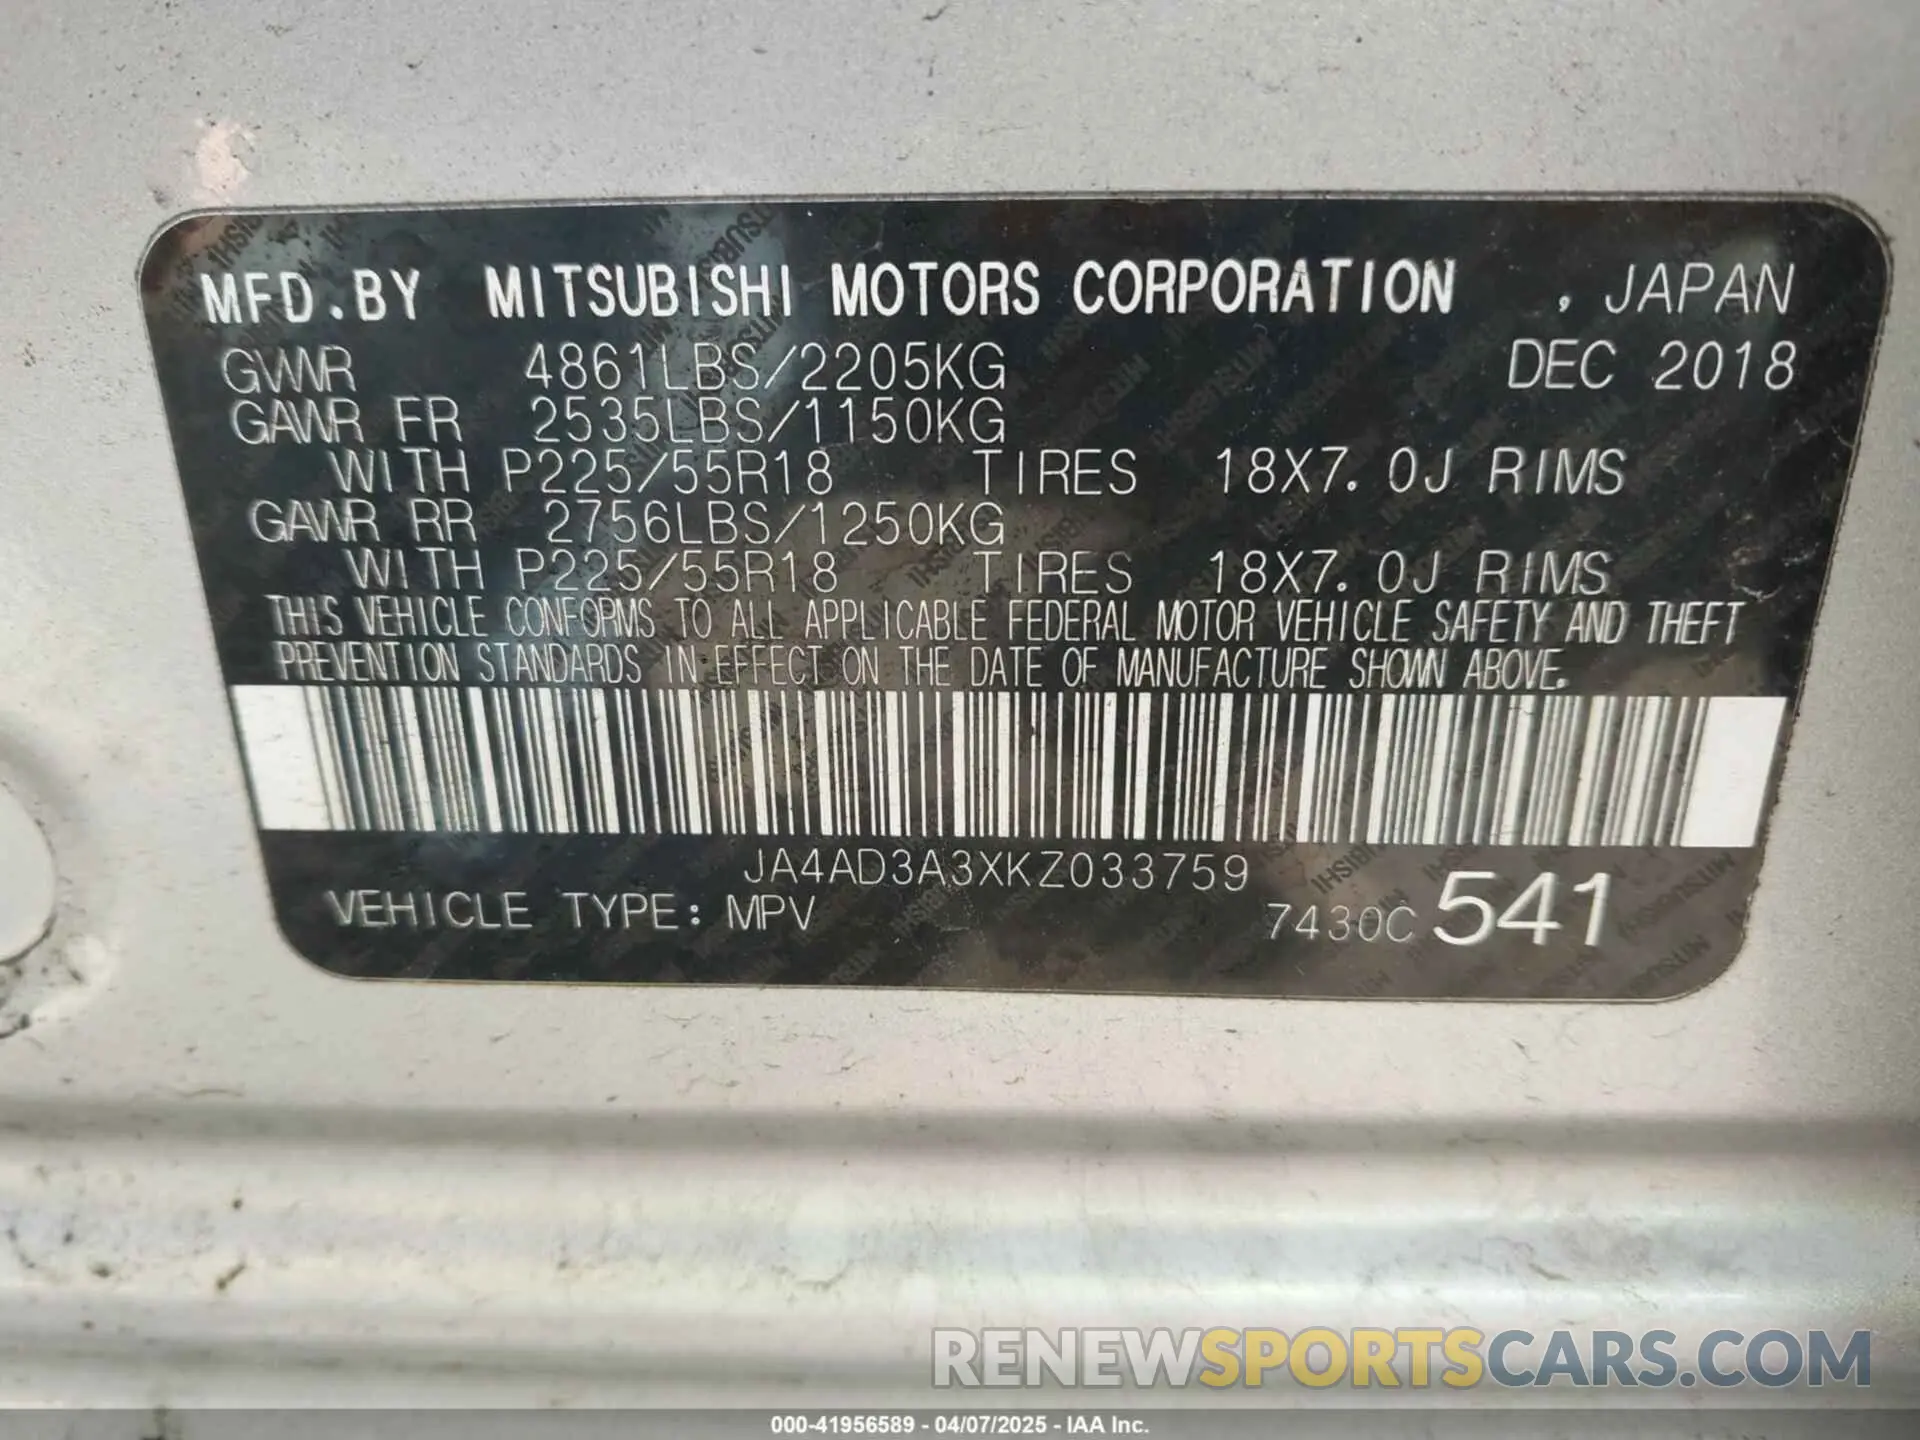 MFD.BY MITSUBISHI MOTORS CORPORATION , JAPAN
GVWR 4861LBS/2205KG DEC 2018
GAWR FR 2535LBS/1150KG
WITH P225/55R18 TIRES 18X7.0J RIMS
GAWR RR 2756LBS/1250KG
WITH P225/55R18 TIRES 18X7.0J RIMS
THIS VEHICLE CONFORMS TO ALL APPLICABLE FEDERAL MOTOR VEHICLE SAFETY AND THEFT
PREVENTION STANDARDS IN EFFECT ON THE DATE OF MANUFACTURE SHOWN ABOVE.
JA4AD3A3XKZ033759
VEHICLE TYPE: MPV 7430C 541
RENEWSPORTSCARS.COM
000-41956589 - 04/07/2025 - IAA Inc.